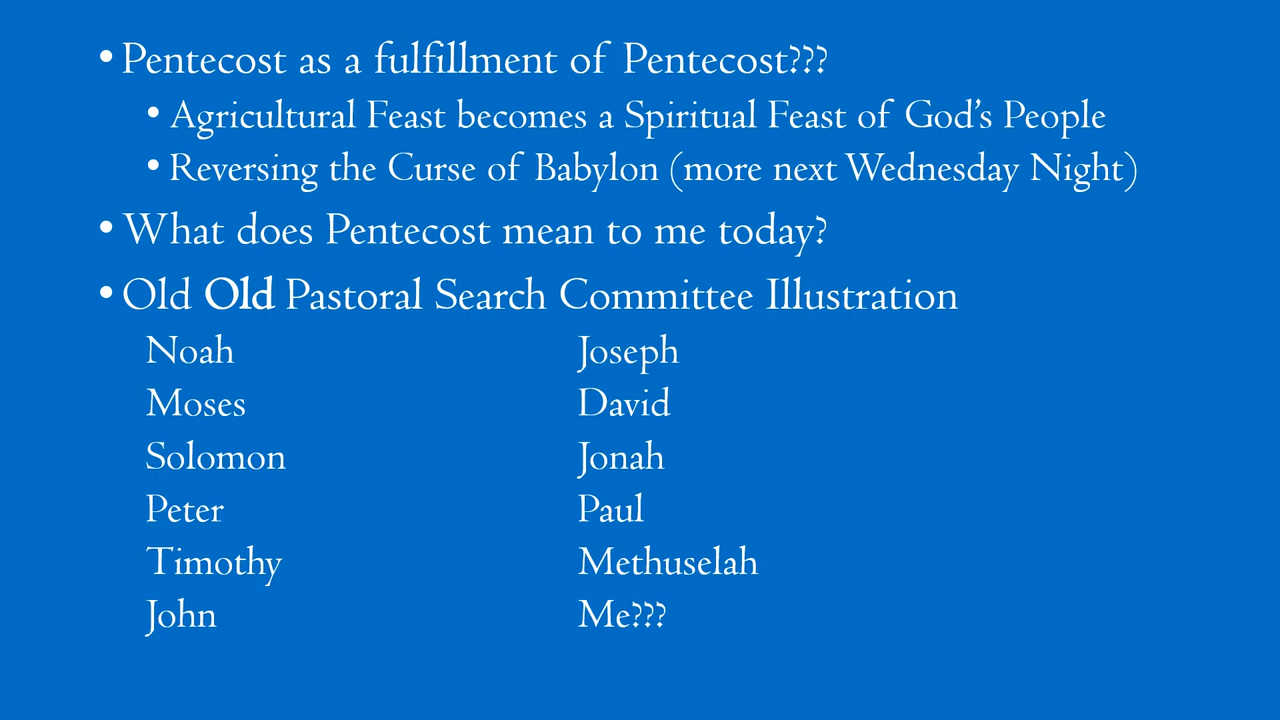 • Pentecost as a fulfillment of Pentecost???
• Agricultural Feast becomes a Spiritual Feast of God's People
• Reversing the Curse of Babylon (more next Wednesday Night)
• What does Pentecost mean to me today?
• Old Old Pastoral Search Committee Illustration
Noah Joseph
Moses David
Solomon Jonah
Peter Paul
Timothy Methuselah
John Me???